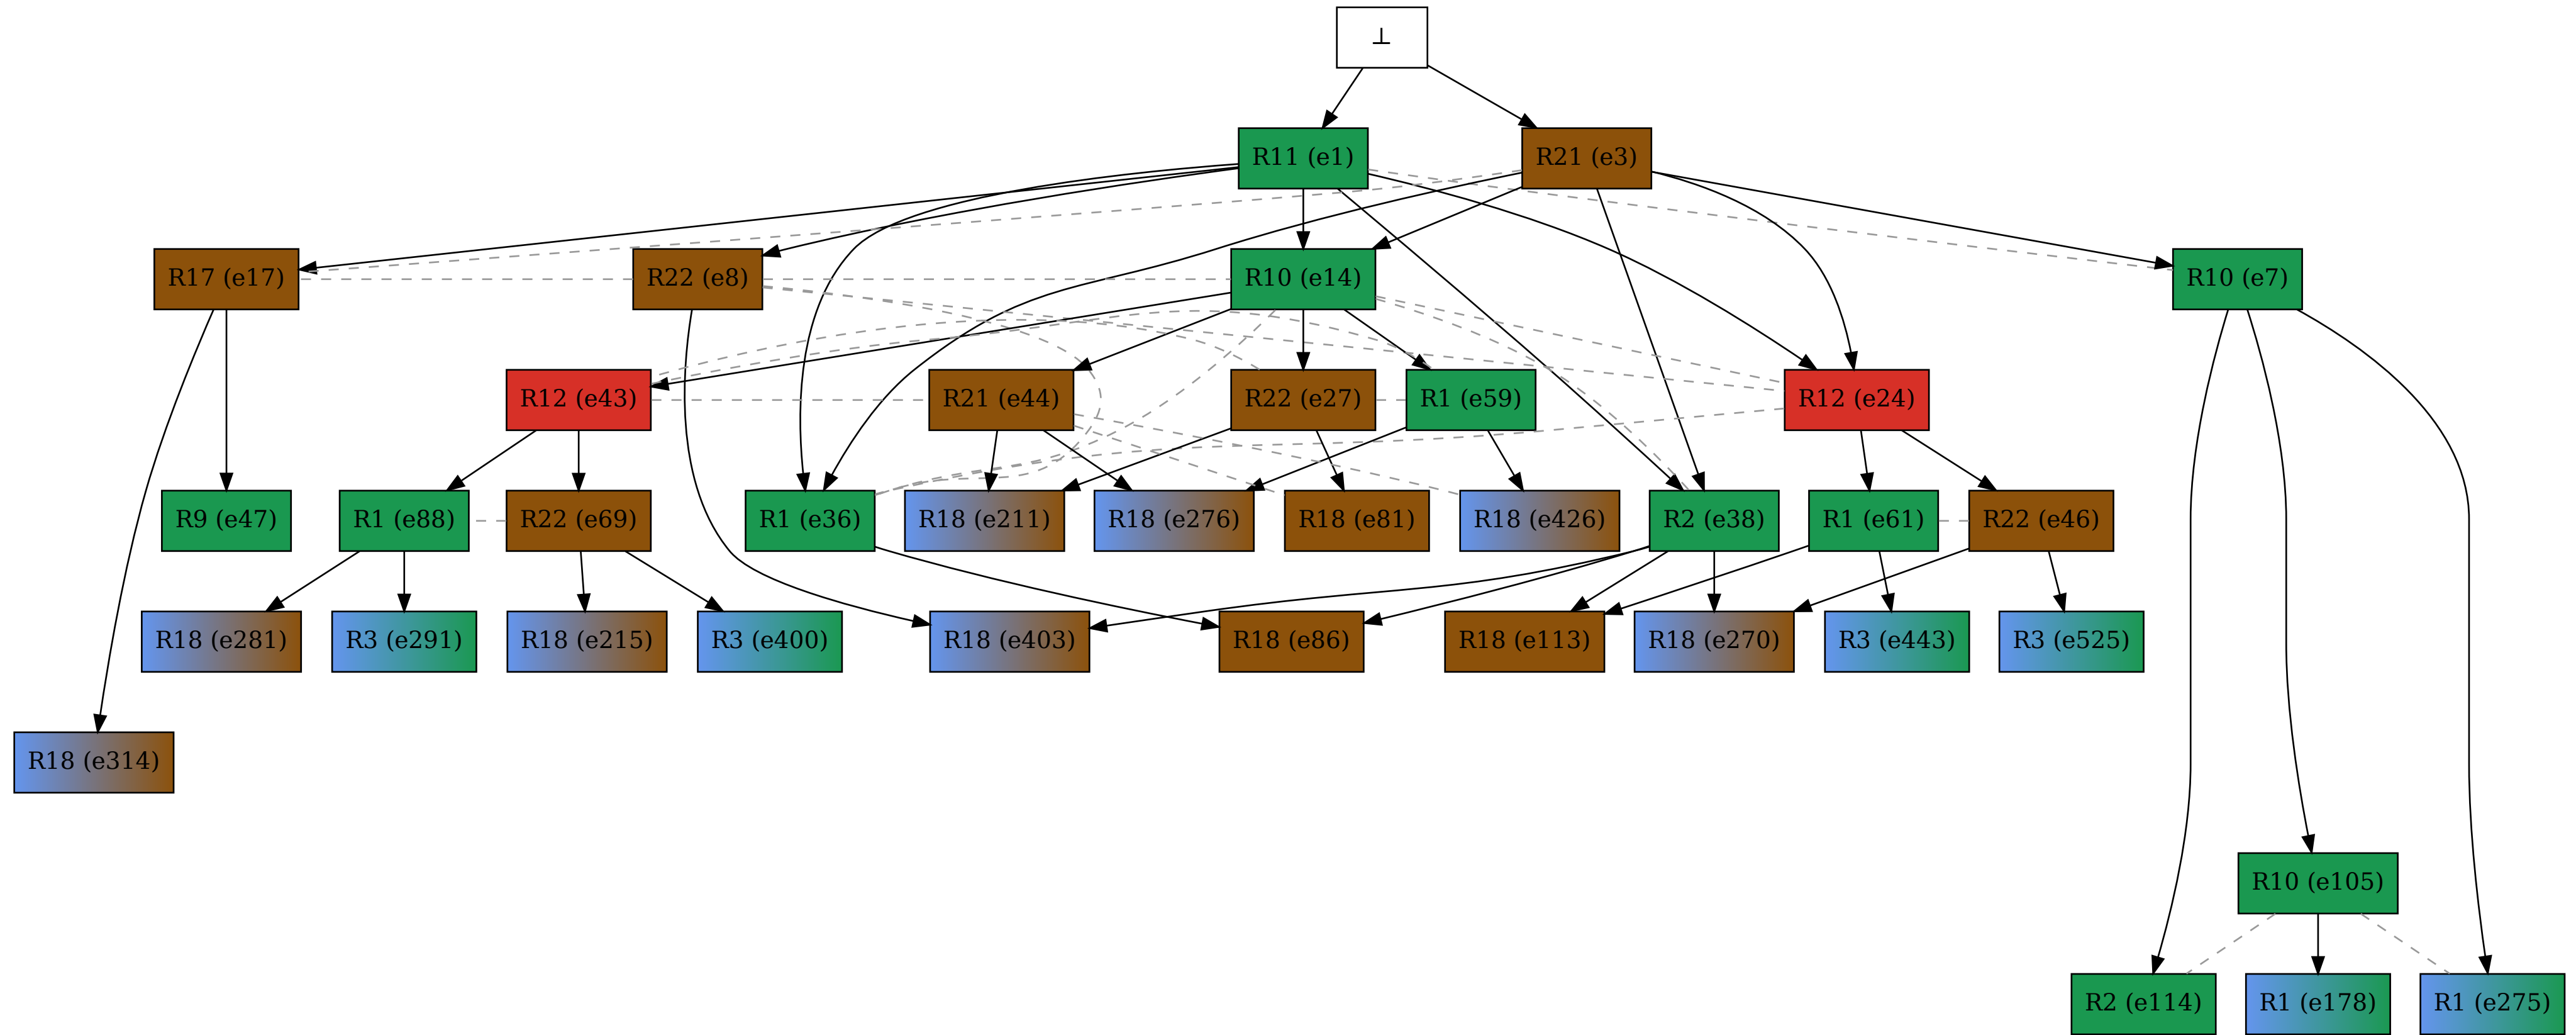 ⊥
R11 (e1)
R21 (e3)
R17 (e17)
R22 (e8)
R10 (e14)
R10 (e7)
R12 (e43)
R21 (e44)
R22 (e27)
R1 (e59)
R12 (e24)
R9 (e47)
R1 (e88)
R22 (e69)
R1 (e36)
R18 (e211)
R18 (e276)
R18 (e81)
R18 (e426)
R2 (e38)
R1 (e61)
R22 (e46)
R18 (e281)
R3 (e291)
R18 (e215)
R3 (e400)
R18 (e403)
R18 (e86)
R18 (e113)
R18 (e270)
R3 (e443)
R3 (e525)
R18 (e314)
R10 (e105)
R2 (e114)
R1 (e178)
R1 (e275)